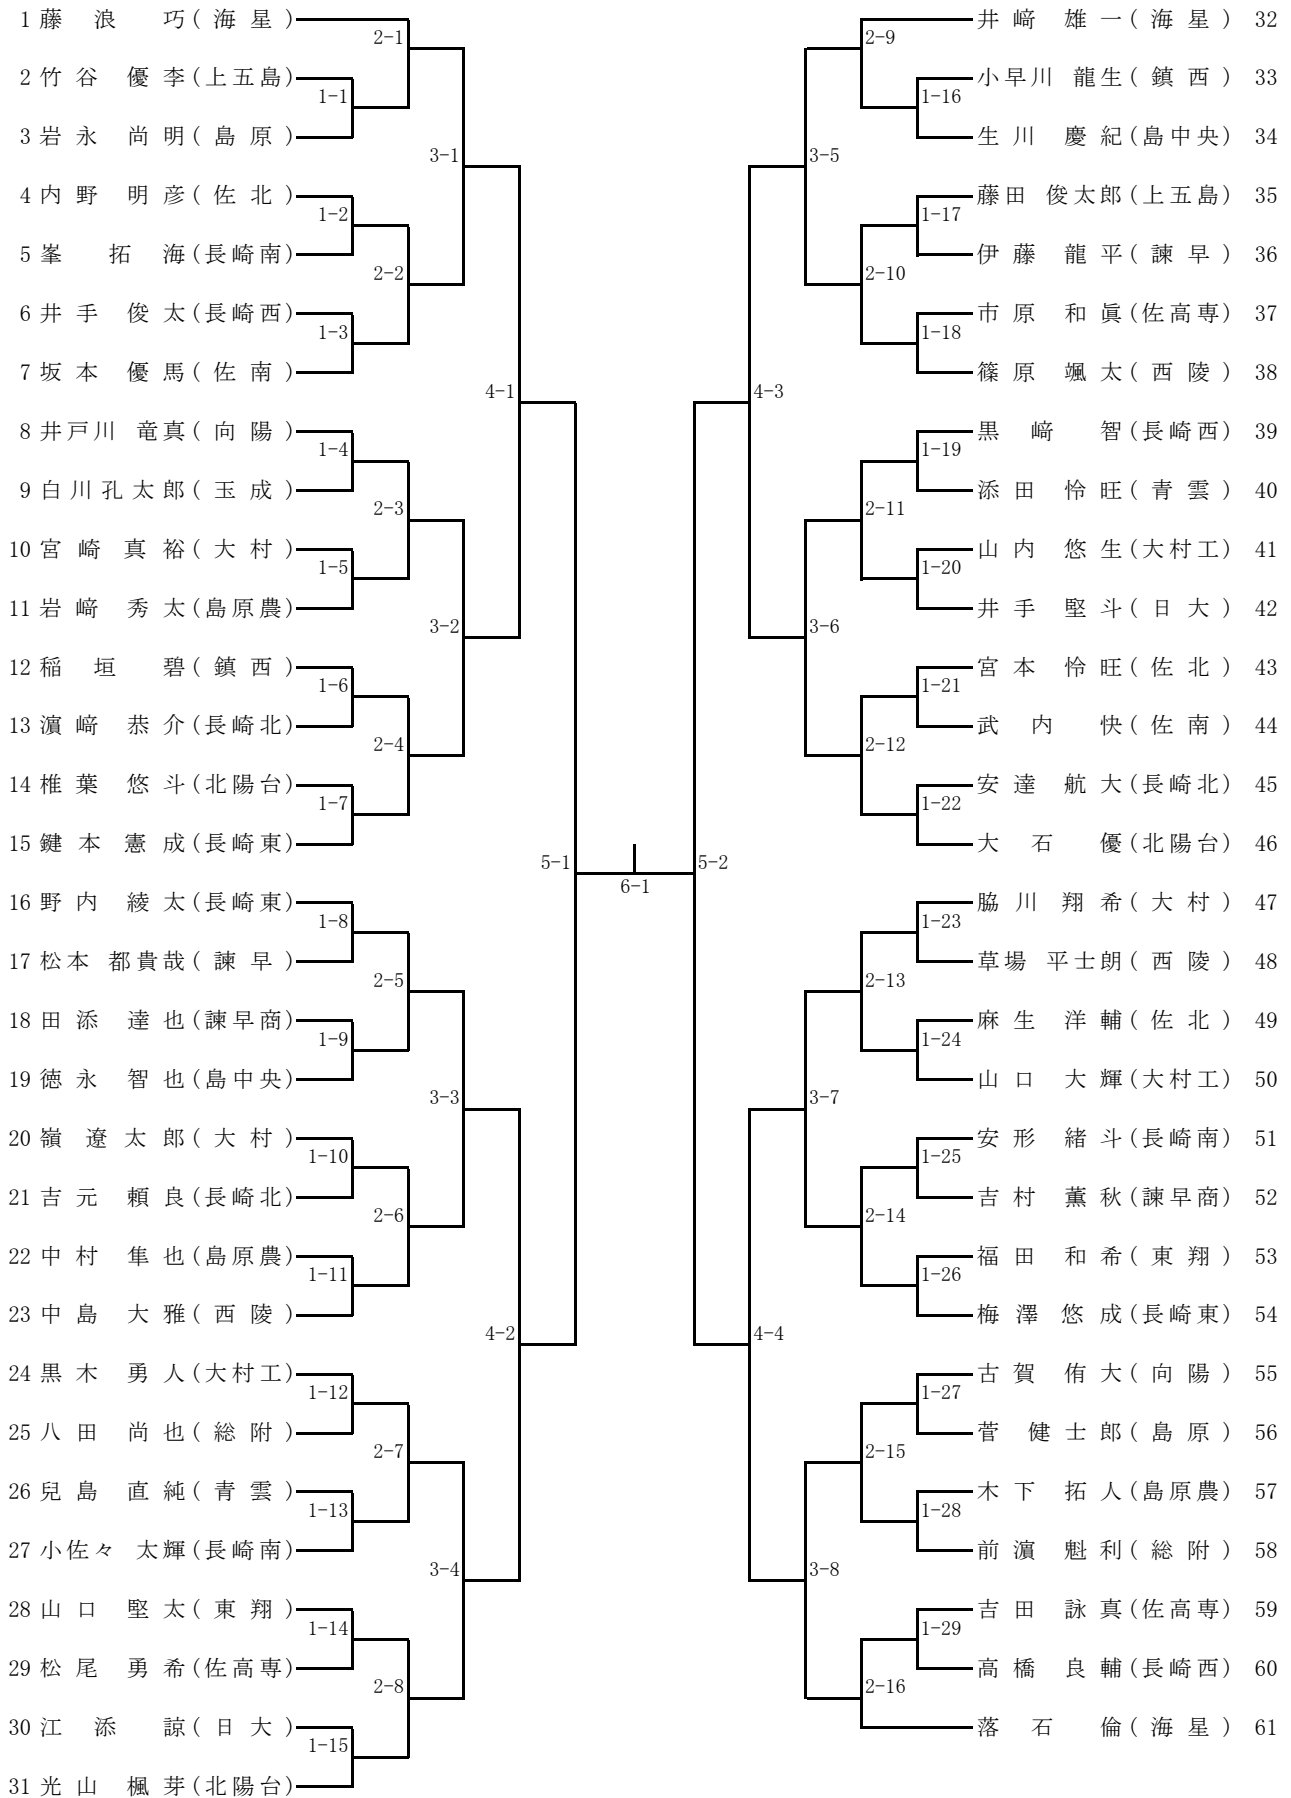 1 藤 浪 巧 ( 海 星 )
2-1
2 竹 谷 優 李 (上五島)
1-1
3 岩 永 尚 明 ( 島 原 )
3-1
4 内 野 明 彦 ( 佐 北 )
1-2
5 峯 拓 海 (長崎南)
2-2
6 井 手 俊 太 (長崎西)
1-3
7 坂 本 優 馬 ( 佐 南 )
4-1
8 井戸川 竜真 ( 向 陽 )
1-4
9 白川孔太郎 ( 玉 成 )
2-3
10 宮 崎 真 裕 ( 大 村 )
1-5
11 岩 﨑 秀 太 (島原農)
3-2
12 稲 垣 碧 ( 鎮 西 )
1-6
13 濵 﨑 恭 介 (長崎北)
2-4
14 椎 葉 悠 斗 (北陽台)
1-7
15 鍵 本 憲 成 (長崎東)
5-1
16 野 内 綾 太 (長崎東)
1-8
17 松本 都貴哉 ( 諫 早 )
2-5
18 田 添 達 也 (諫早商)
1-9
19 徳 永 智 也 (島中央)
3-3
20 嶺 遼 太 郎 ( 大 村 )
1-10
21 吉 元 頼 良 (長崎北)
2-6
22 中 村 隼 也 (島原農)
1-11
23 中 島 大 雅 ( 西 陵 )
4-2
24 黒 木 勇 人 (大村工)
1-12
25 八 田 尚 也 ( 総 附 )
2-7
26 兒 島 直 純 ( 青 雲 )
1-13
27 小佐々 太輝 (長崎南)
3-4
28 山 口 堅 太 ( 東 翔 )
1-14
29 松 尾 勇 希 (佐高専)
2-8
30 江 添 諒 ( 日 大 )
1-15
31 光 山 楓 芽 (北陽台)
6-1
井 﨑 雄 一 ( 海 星 ) 32
2-9
小早川 龍生 ( 鎮 西 ) 33
1-16
生 川 慶 紀 (島中央) 34
3-5
藤田 俊太郎 (上五島) 35
1-17
伊 藤 龍 平 ( 諫 早 ) 36
2-10
市 原 和 眞 (佐高専) 37
1-18
篠 原 颯 太 ( 西 陵 ) 38
4-3
黒 﨑 智 (長崎西) 39
1-19
添 田 怜 旺 ( 青 雲 ) 40
2-11
山 内 悠 生 (大村工) 41
1-20
井 手 堅 斗 ( 日 大 ) 42
3-6
宮 本 怜 旺 ( 佐 北 ) 43
1-21
武 内 快 ( 佐 南 ) 44
2-12
安 達 航 大 (長崎北) 45
1-22
大 石 優 (北陽台) 46
5-2
脇 川 翔 希 ( 大 村 ) 47
1-23
草場 平士朗 ( 西 陵 ) 48
2-13
麻 生 洋 輔 ( 佐 北 ) 49
1-24
山 口 大 輝 (大村工) 50
3-7
安 形 緒 斗 (長崎南) 51
1-25
吉 村 薫 秋 (諫早商) 52
2-14
福 田 和 希 ( 東 翔 ) 53
1-26
梅 澤 悠 成 (長崎東) 54
4-4
古 賀 侑 大 ( 向 陽 ) 55
1-27
菅 健 士 郎 ( 島 原 ) 56
2-15
木 下 拓 人 (島原農) 57
1-28
前 濵 魁 利 ( 総 附 ) 58
3-8
吉 田 詠 真 (佐高専) 59
1-29
高 橋 良 輔 (長崎西) 60
2-16
落 石 倫 ( 海 星 ) 61